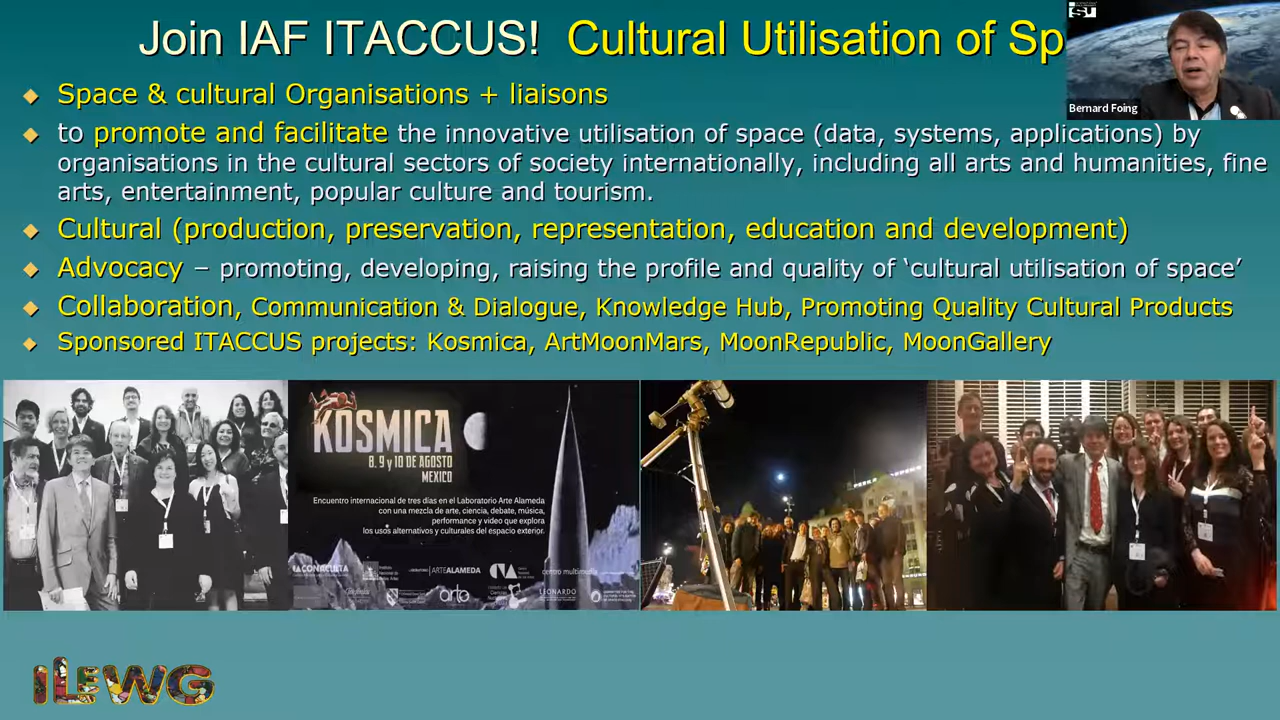 Join IAF ITACCUS! Cultural Utilisation of Sp
isu
Bernard Foing
Space & cultural Organisations + liaisons
to promote and facilitate the innovative utilisation of space (data, systems, applications) by
organisations in the cultural sectors of society internationally, including all arts and humanities, fine
arts, entertainment, popular culture and tourism.
Cultural (production, preservation, representation, education and development)
Advocacy – promoting, developing, raising the profile and quality of ‘cultural utilisation of space’
Collaboration, Communication & Dialogue, Knowledge Hub, Promoting Quality Cultural Products
Sponsored ITACCUS projects: Kosmica, ArtMoonMars, MoonRepublic, MoonGallery
KOSMICA
8. 9 y 10 DE AGOSTO
MEXICO
Encuentro internacional de tres días en el Laboratorio Arte Alameda
con una mezcla de arte, ciencia, debate, música,
performance y video que explora
los usos alternativos y culturales del espacio exterior.
CONACULTA
ARTEALAMEDA
centro multimedia
arte
LEONARDO
ILEWG